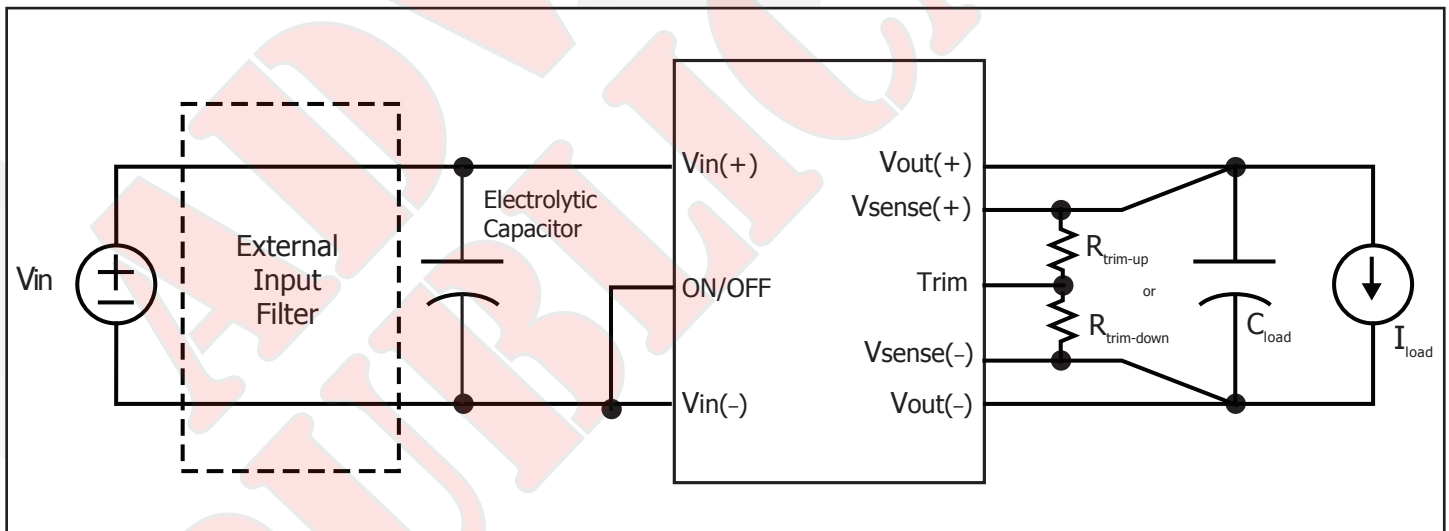 Vin
External
Input
Filter
Electrolytic
Capacitor
Vin(+)
ON/OFF
Vin(−)
Vout(+)
Vsense(+)
Trim
Vsense(−)
Vout(−)
Rtrim-up
or
Rtrim-down
Cload
Iload